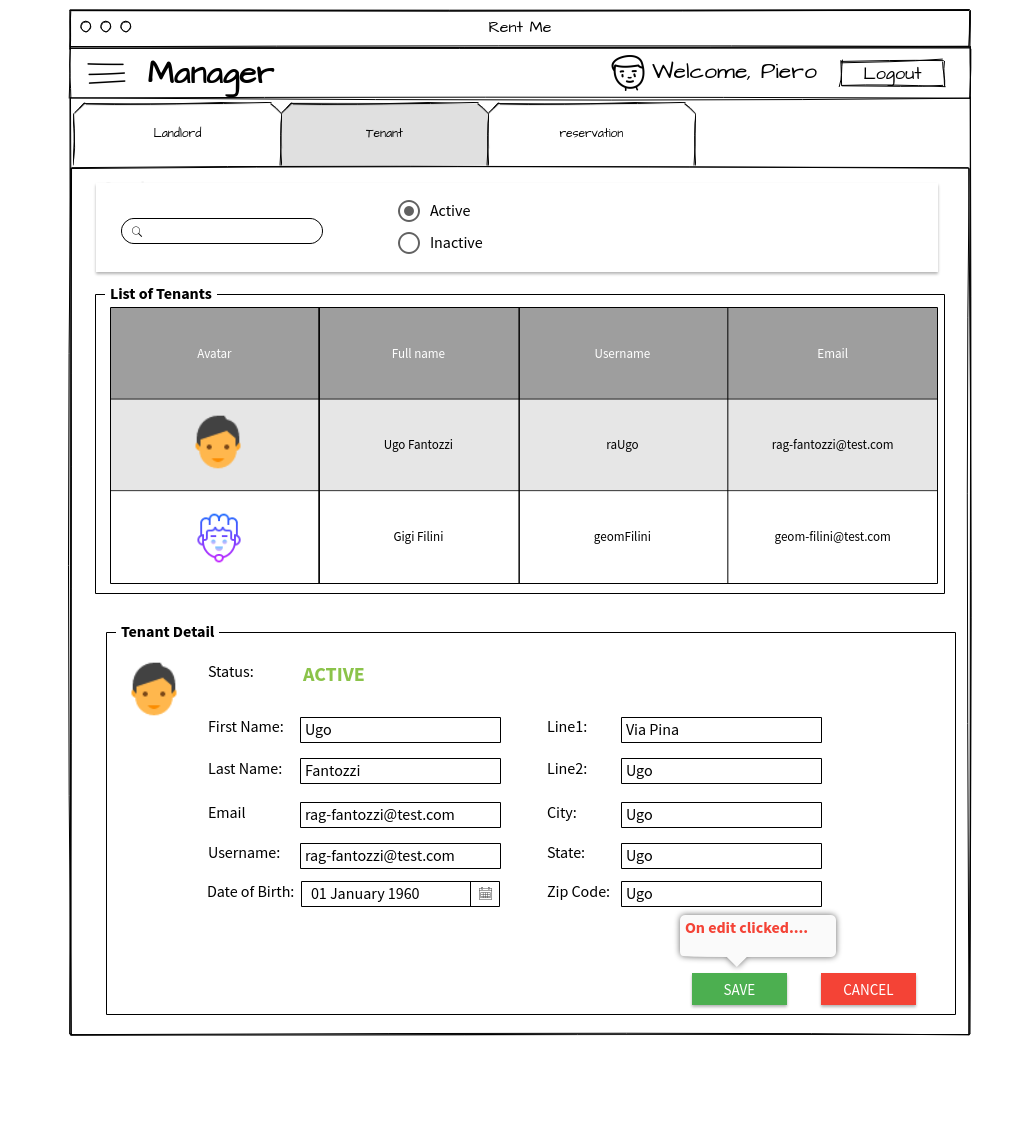 Rent Me
Manager
Welcome, Piero
Logout
Landlord
Tenant
reservation
Active
Inactive
List of Tenants
Avatar Full name Username Email
Ugo Fantozzi raUgo rag-fantozzi@test.com
Gigi Filini geomFilini geom-filini@test.com
Tenant Detail
Status: ACTIVE
First Name: Ugo Line1: Via Pina
Last Name: Fantozzi Line2: Ugo
Email rag-fantozzi@test.com City: Ugo
Username: rag-fantozzi@test.com State: Ugo
Date of Birth: 01 January 1960 Zip Code: Ugo
On edit clicked....
SAVE CANCEL